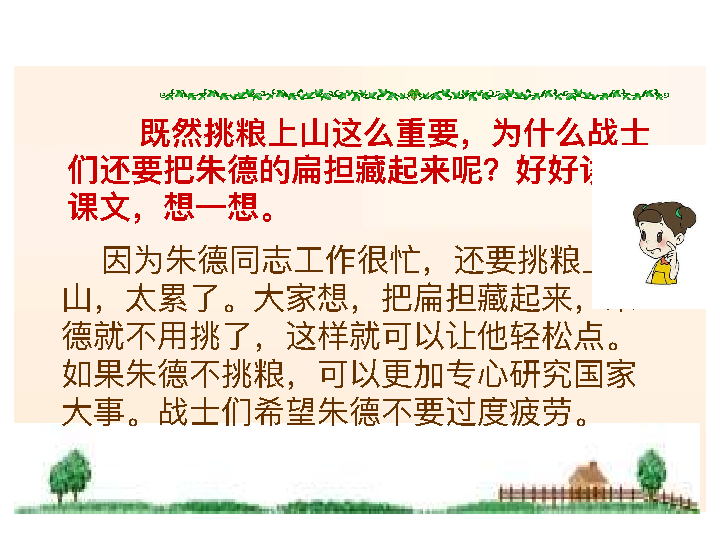 既然挑粮上山这么重要，为什么战士
们还要把朱德的扁担藏起来呢？好好
课文，想一想。
因为朱德同志工作很忙，还要挑粮上
山，太累了。大家想，把扁担藏起来，
德就不用挑了，这样就可以让他轻松点。
如果朱德不挑粮，可以更加专心研究国家
大事。战士们希望朱德不要过度疲劳。